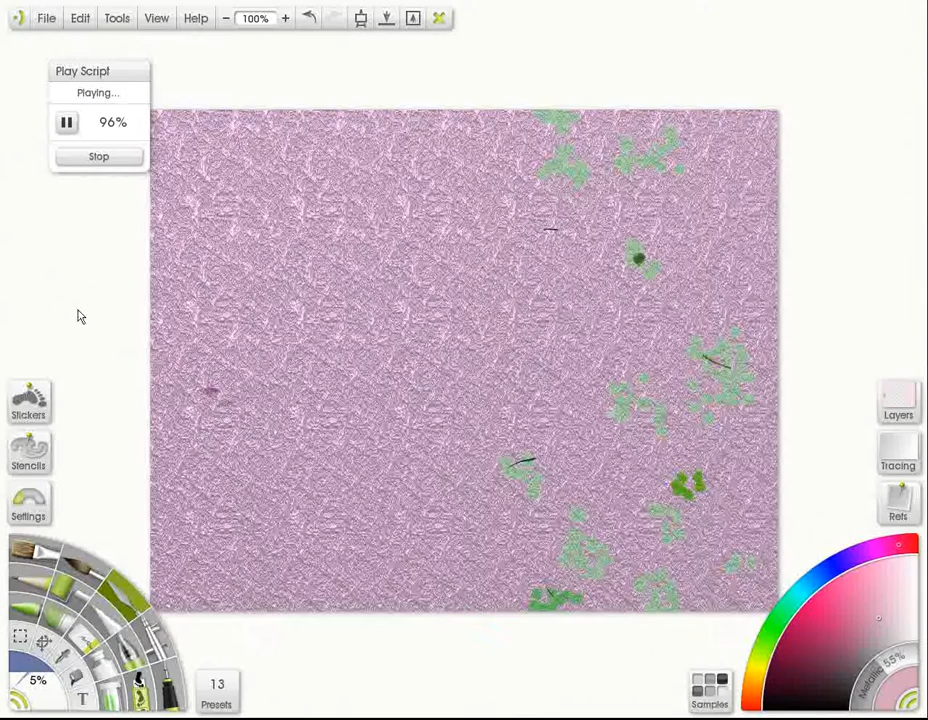 File Edit Tools View Help − 100% +
Play Script
Playing...
96%
Stop
Stickers
Layers
Stencils
Tracing
Settings
Refs
Metallic 55%
5%
T
13
Presets
Samples